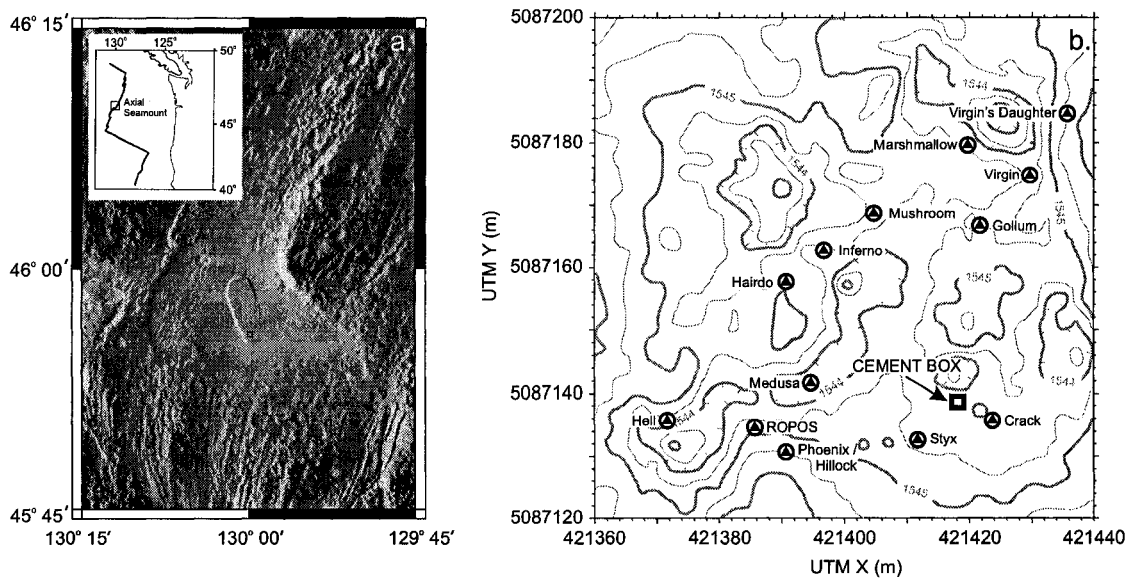 46° 15′
46° 00′
45° 45′
130° 15′
130° 00′
129° 45′
a
130°
125°
50°
45°
40°
Axial
Seamount
b.
5087200
5087180
5087160
5087140
5087120
UTM Y (m)
421360
421380
421400
421420
421440
UTM X (m)
1544
1545
Virgin's Daughter
Marshmallow
Virgin
1545
1544
Mushroom
Gollum
Inferno
1545
Hairdo
1544
CEMENT BOX
Medusa
1544
1544
Hell
ROPOS
Crack
Styx
Phoenix /
Hillock
1545